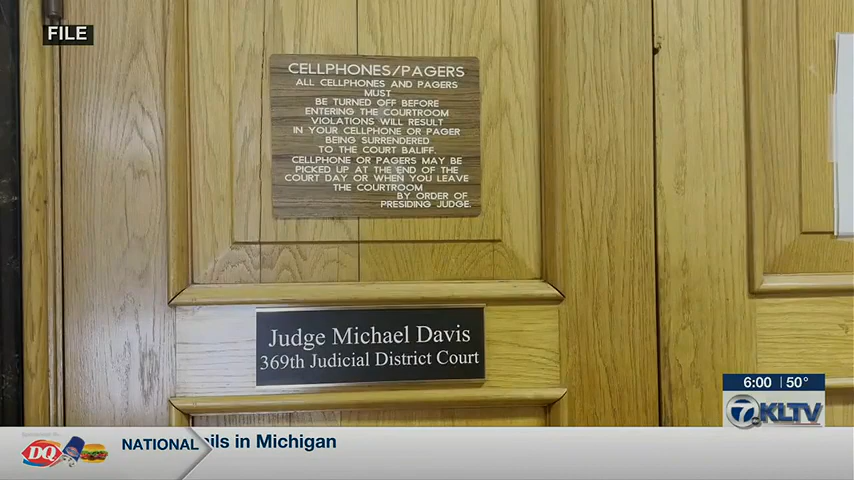 FILE
CELLPHONES/PAGERS
ALL CELLPHONES AND PAGERS
MUST
BE TURNED OFF BEFORE
ENTERING THE COURTROOM
VIOLATIONS WILL RESULT
IN YOUR CELLPHONE OR PAGER
BEING SURRENDERED
TO THE COURT BALIFF.
CELLPHONE OR PAGERS MAY BE
PICKED UP AT THE END OF THE
COURT DAY OR WHEN YOU LEAVE
THE COURTROOM
BY ORDER OF
PRESIDING JUDGE.
Judge Michael Davis
369th Judicial District Court
6:00 50°
7 KLTV
DQ NATIONAL ils in Michigan